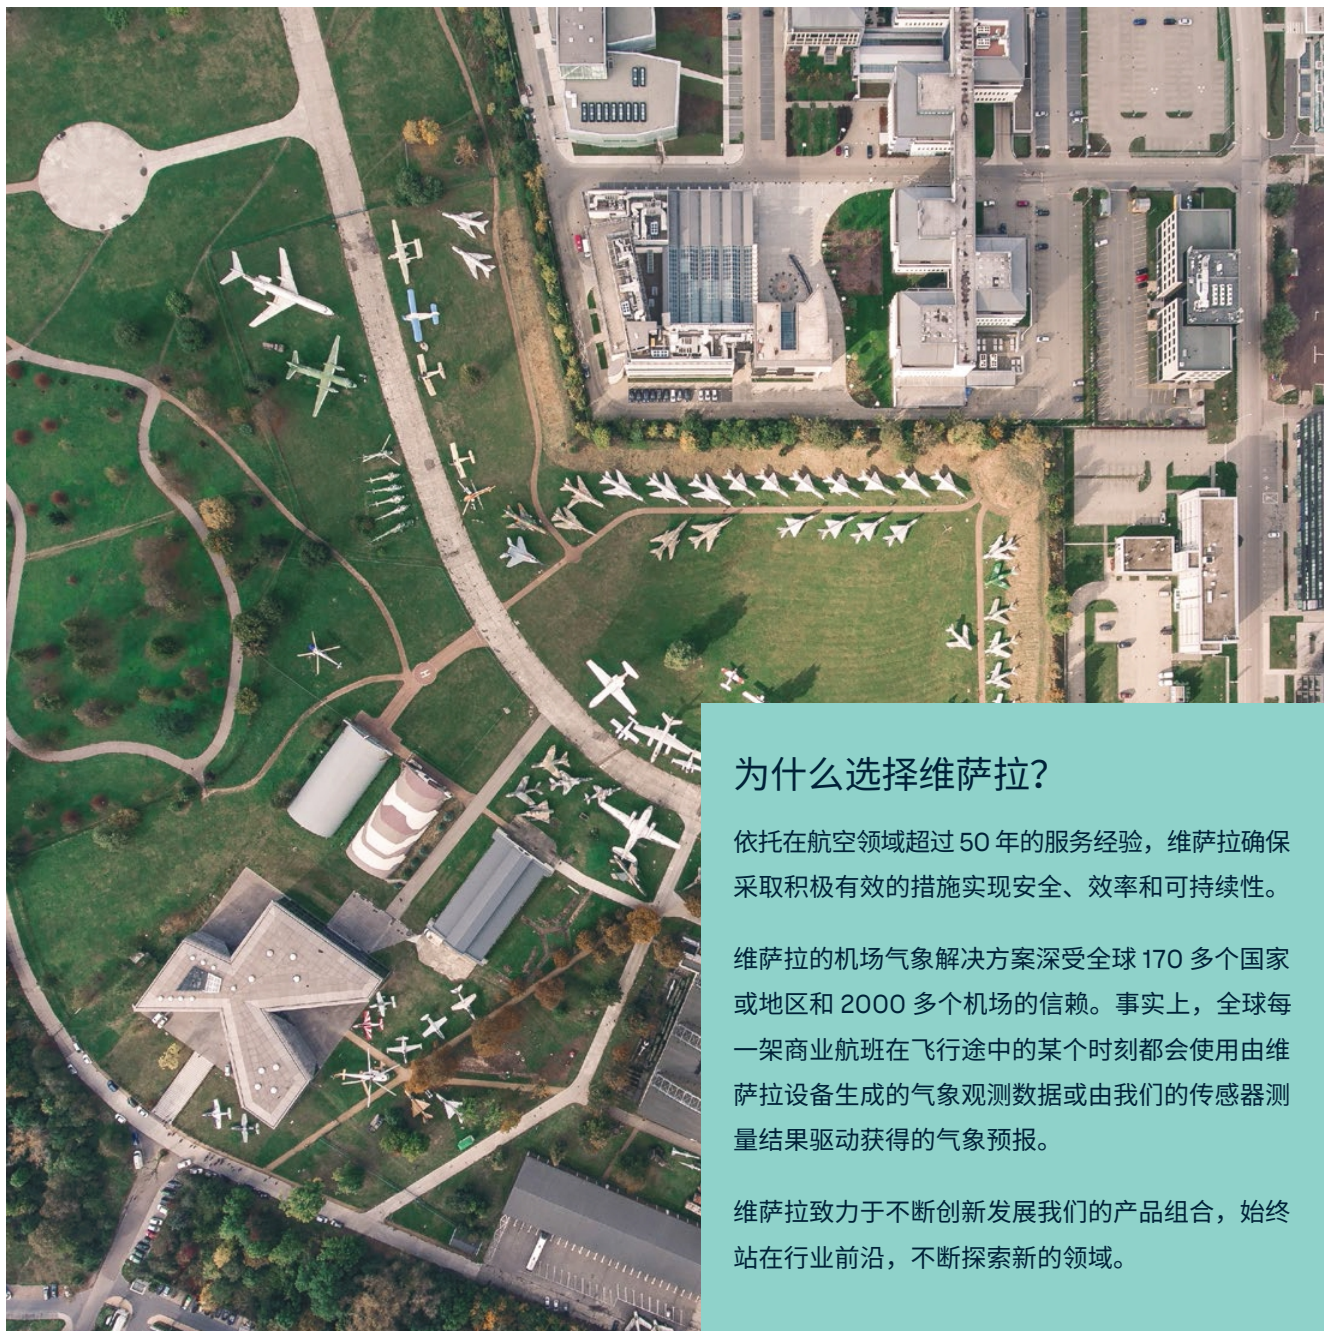 为什么选择维萨拉？
依托在航空领域超过 50 年的服务经验，维萨拉确保
采取积极有效的措施实现安全、效率和可持续性。
维萨拉的机场气象解决方案深受全球 170 多个国家
或地区和 2000 多个机场的信赖。事实上，全球每
一架商业航班在飞行途中的某个时刻都会使用由维
萨拉设备生成的气象观测数据或由我们的传感器测
量结果驱动获得的气象预报。
维萨拉致力于不断创新发展我们的产品组合，始终
站在行业前沿，不断探索新的领域。